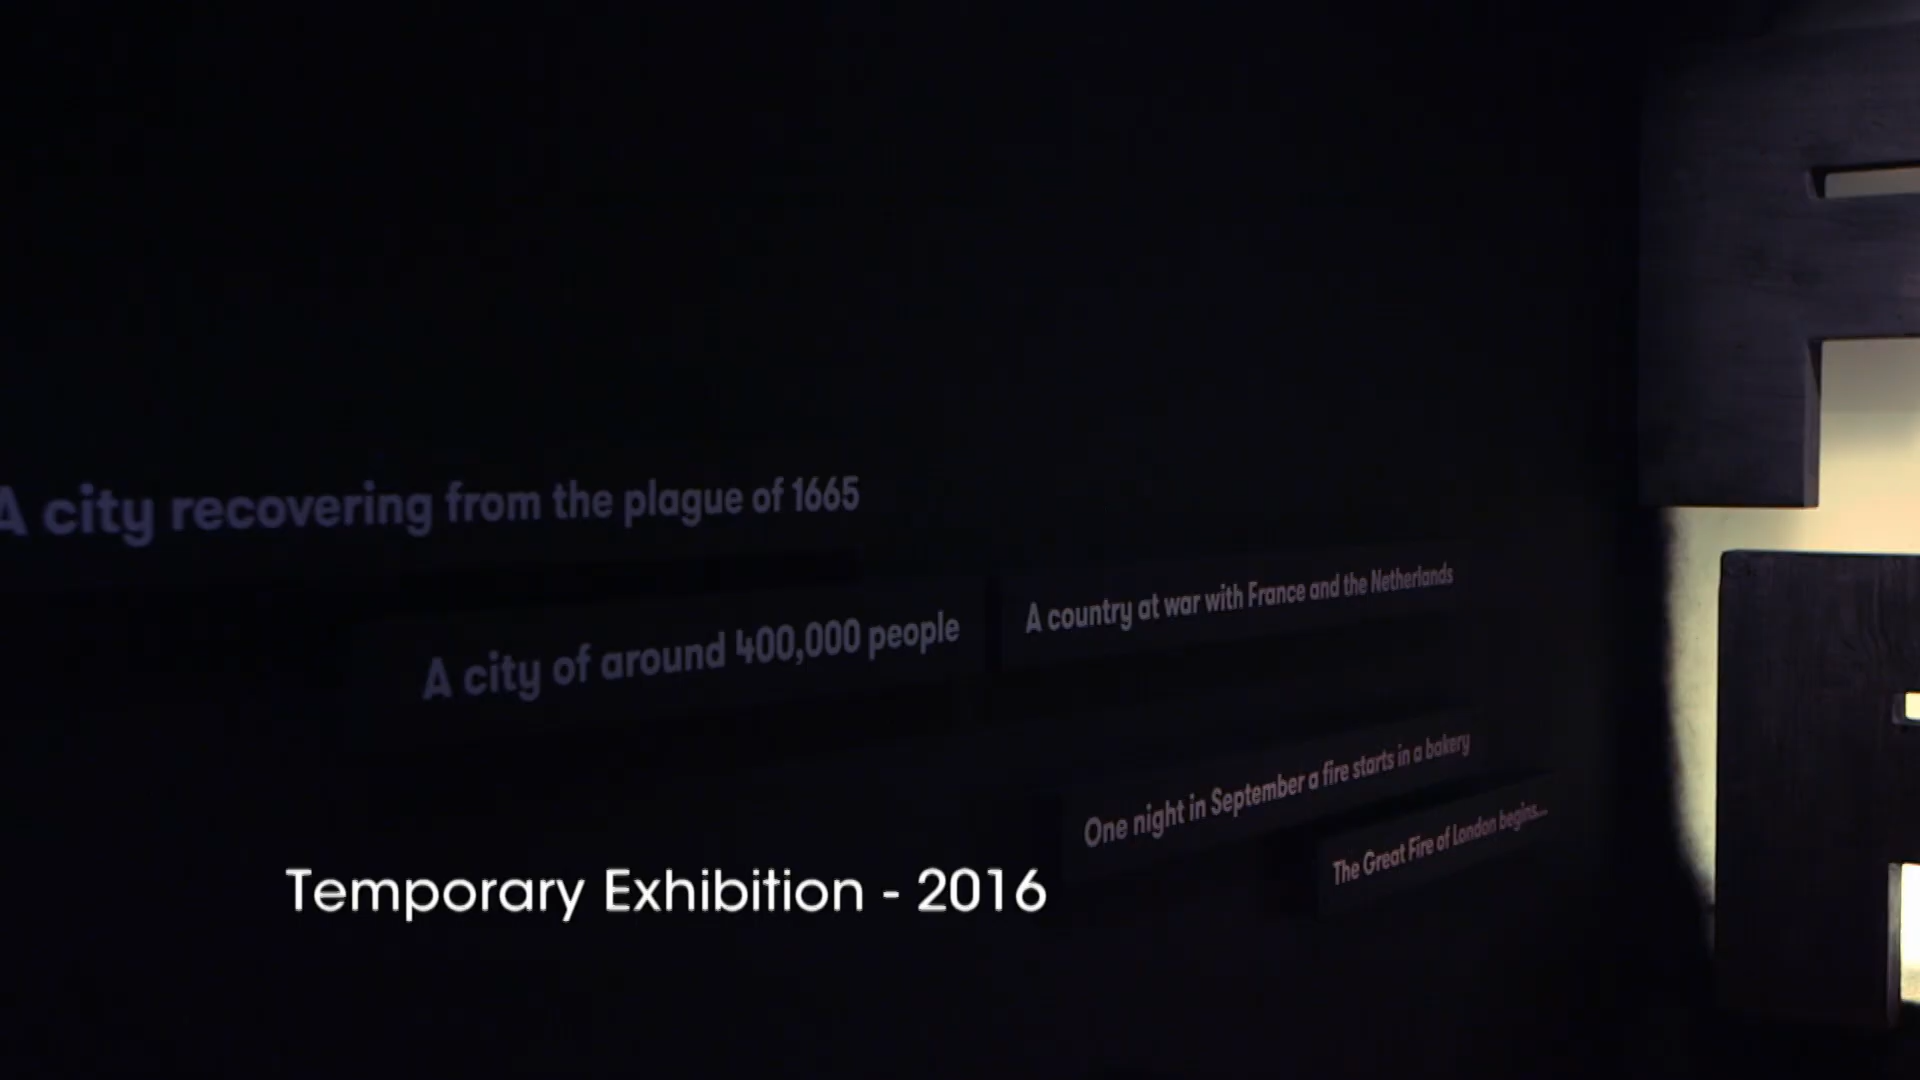 A city recovering from the plague of 1665
A country at war with France and the Netherlands
A city of around 400,000 people
One night in September a fire starts in a bakery
The Great Fire of London begins...
Temporary Exhibition - 2016